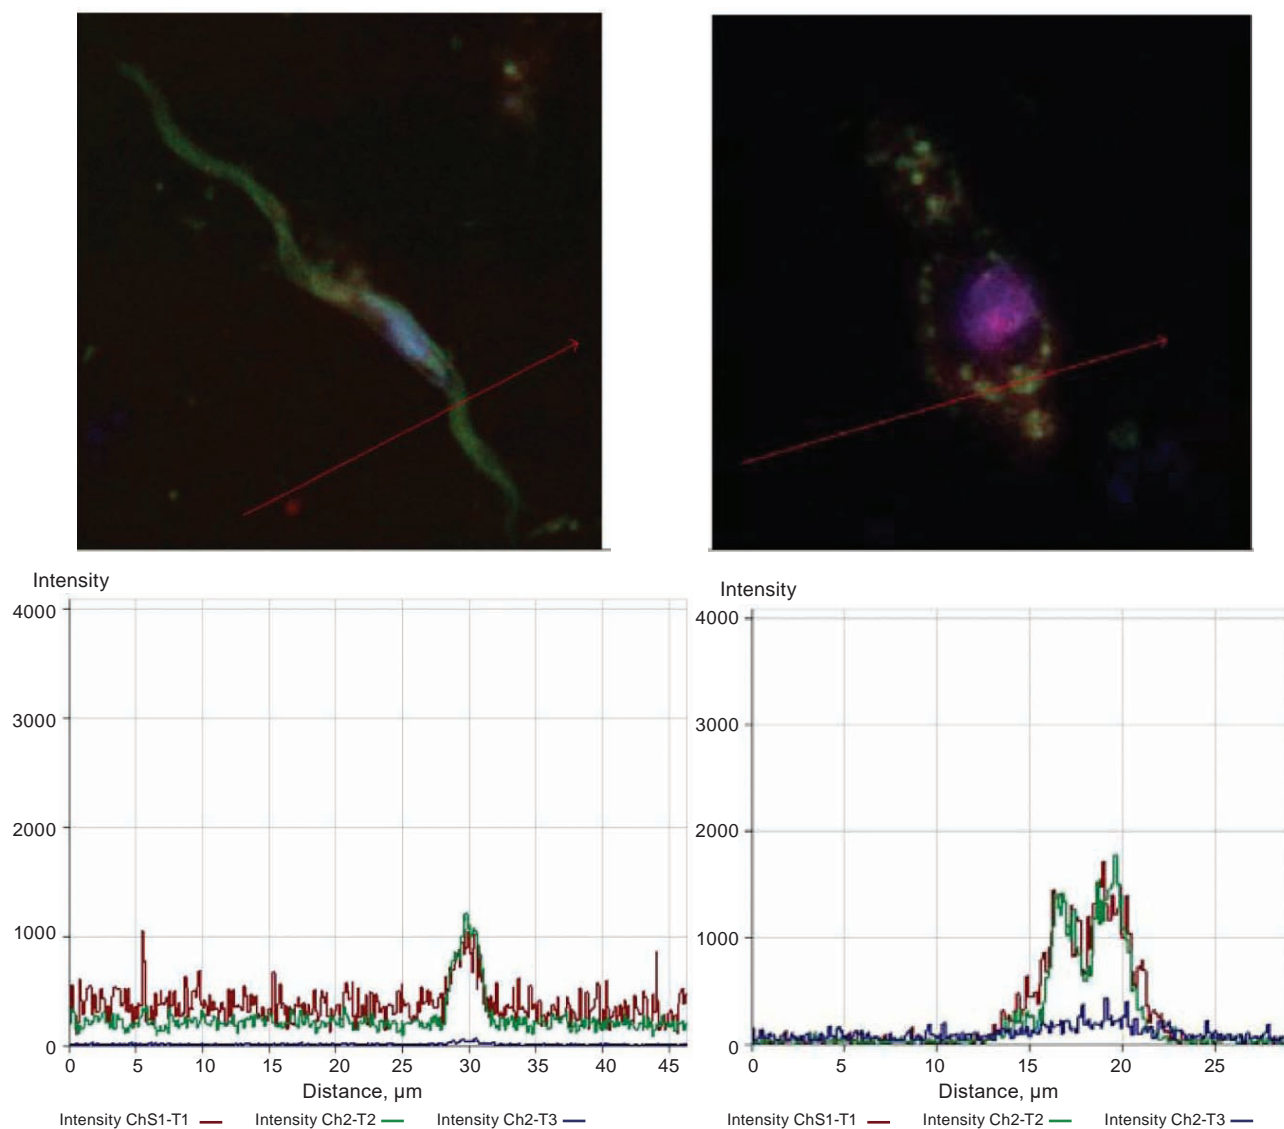 Intensity
4000
3000
2000
1000
0
0 5 10 15 20 25 30 35 40 45
Distance, µm
Intensity ChS1-T1 Intensity Ch2-T2 Intensity Ch2-T3
Intensity
4000
3000
2000
1000
0
0 5 10 15 20 25
Distance, µm
Intensity ChS1-T1 Intensity Ch2-T2 Intensity Ch2-T3